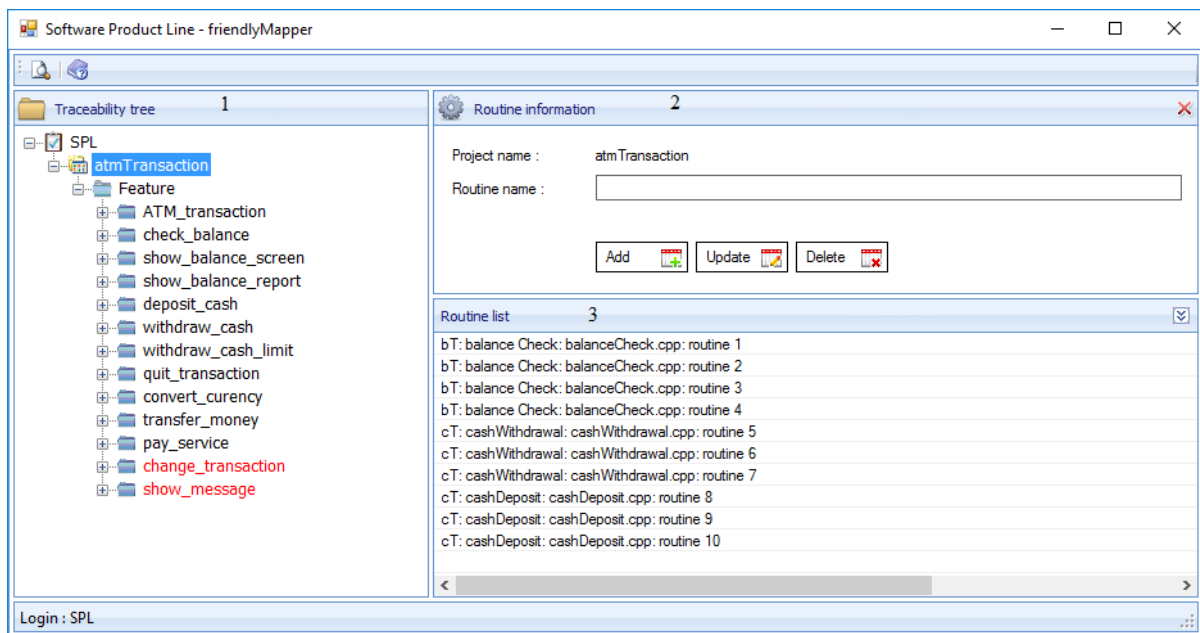 Software Product Line - friendlyMapper
Traceability tree 1
SPL
atmTransaction
Feature
ATM_transaction
check_balance
show_balance_screen
show_balance_report
deposit_cash
withdraw_cash
withdraw_cash_limit
quit_transaction
convert_curency
transfer_money
pay_service
change_transaction
show_message
Routine information 2
Project name : atmTransaction
Routine name :
Add Update Delete
Routine list 3
bT: balance Check: balanceCheck.cpp: routine 1
bT: balance Check: balanceCheck.cpp: routine 2
bT: balance Check: balanceCheck.cpp: routine 3
bT: balance Check: balanceCheck.cpp: routine 4
cT: cashWithdrawal: cashWithdrawal.cpp: routine 5
cT: cashWithdrawal: cashWithdrawal.cpp: routine 6
cT: cashWithdrawal: cashWithdrawal.cpp: routine 7
cT: cashDeposit: cashDeposit.cpp: routine 8
cT: cashDeposit: cashDeposit.cpp: routine 9
cT: cashDeposit: cashDeposit.cpp: routine 10
Login : SPL